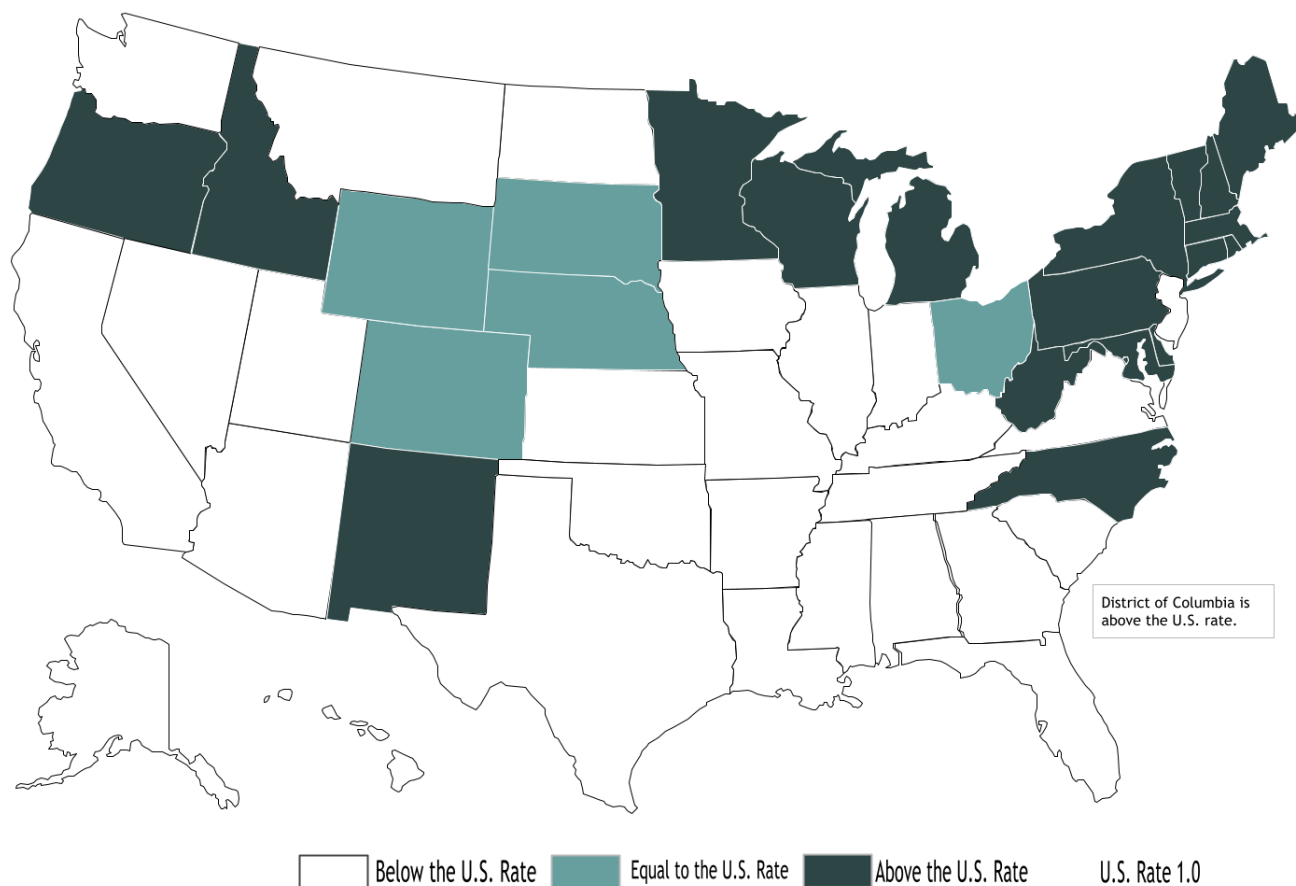 District of Columbia is
above the U.S. rate.
Below the U.S. Rate
Equal to the U.S. Rate
Above the U.S. Rate
U.S. Rate 1.0